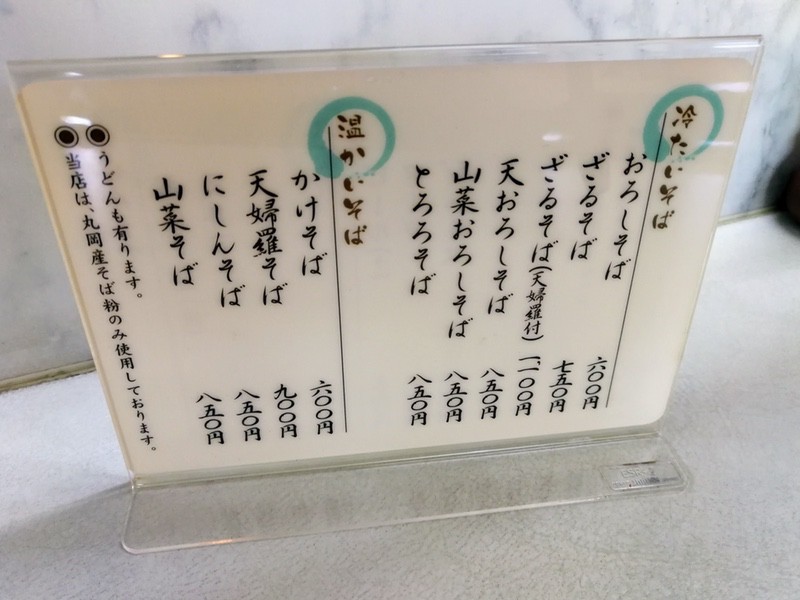 冷たいそば
おろしそば 六〇〇円
ざるそば 七五〇円
ざるそば(天婦羅付) 一、一〇〇円
天おろしそば 八五〇円
山菜おろしそば 八五〇円
とろろそば 八五〇円
温かいそば
かけそば 六〇〇円
天婦羅そば 九〇〇円
にしんそば 八五〇円
山菜そば 八五〇円
◉うどんも有ります。
◉当店は、丸岡産そば粉のみ使用しております。